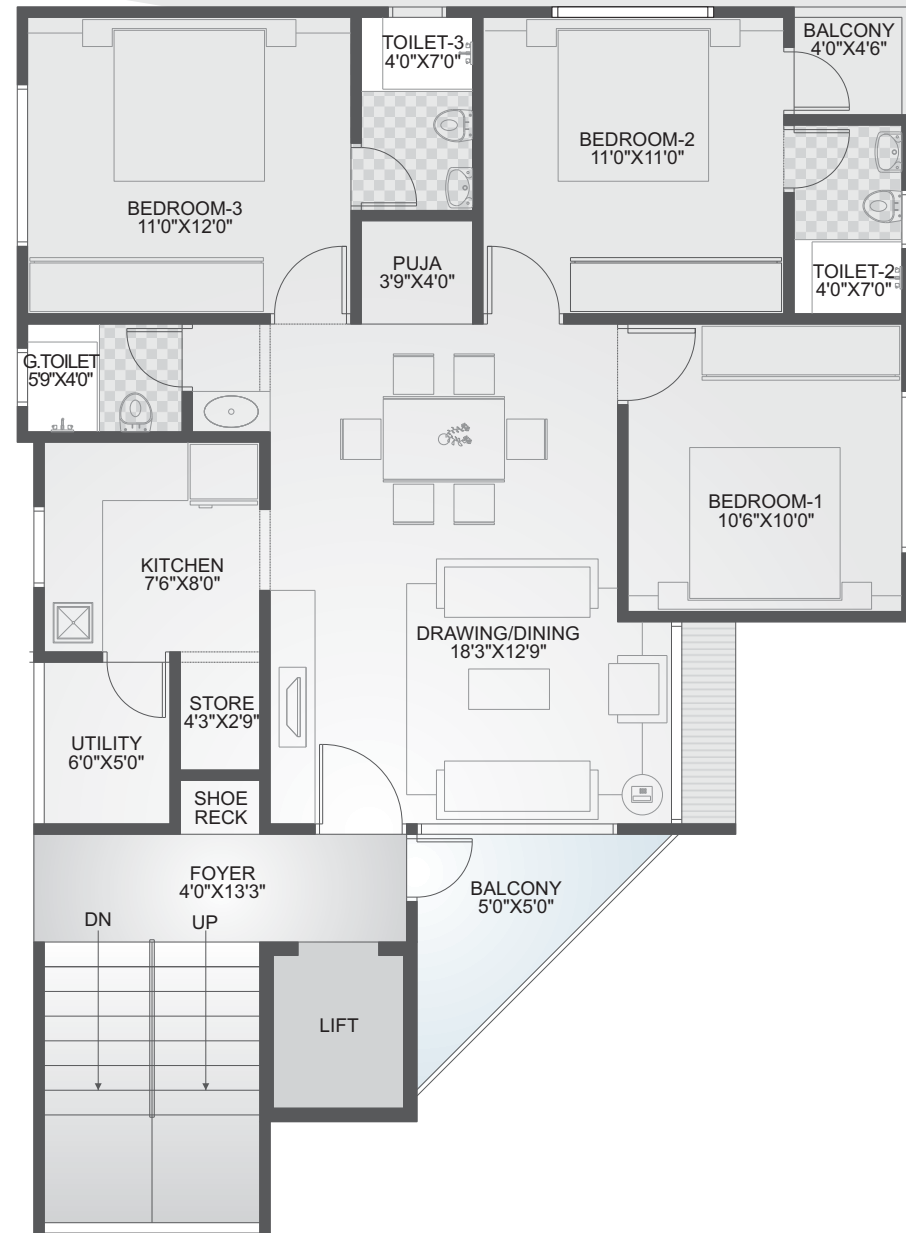 TOILET-3
4'0"X7'0"
BALCONY
4'0"X4'6"
BEDROOM-2
11'0"X11'0"
BEDROOM-3
11'0"X12'0"
PUJA
3'9"X4'0"
TOILET-2
4'0"X7'0"
G.TOILET
5'9"X4'0"
BEDROOM-1
10'6"X10'0"
KITCHEN
7'6"X8'0"
DRAWING/DINING
18'3"X12'9"
STORE
4'3"X2'9"
UTILITY
6'0"X5'0"
SHOE
RECK
FOYER
4'0"X13'3"
BALCONY
5'0"X5'0"
DN
UP
LIFT